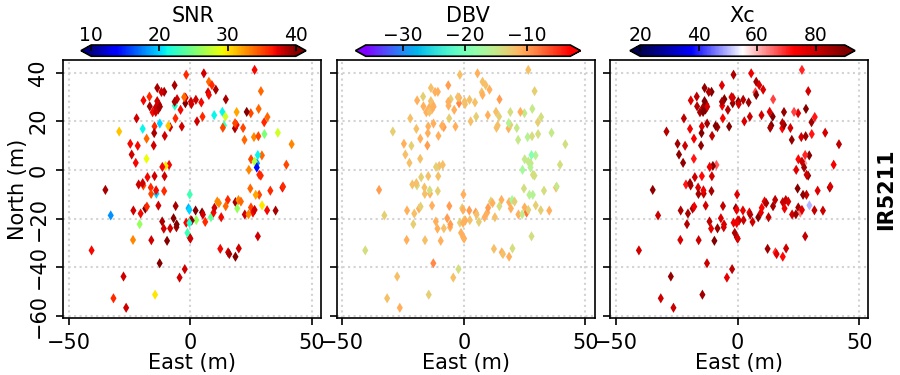 SNR DBV Xc
10 20 30 40 −30 −20 −10 20 40 60 80
40
20
0
−20
−40
−60
North (m)
−50 0 50 −50 0 50 −50 0 50
East (m) East (m) East (m)
IR5211